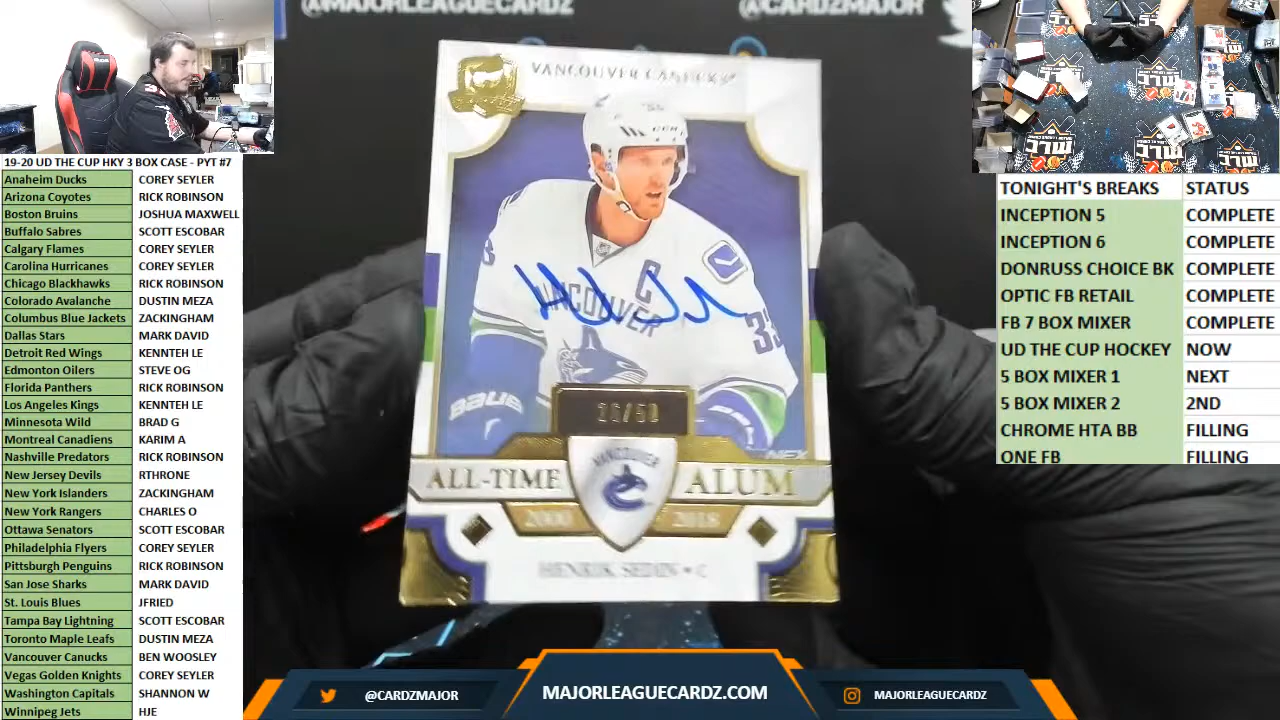 @MAJORLEAGUECARDZ
@CARDZMAJOR
19-20 UD THE CUP HKY 3 BOX CASE - PYT #7
Anaheim Ducks COREY SEYLER
Arizona Coyotes RICK ROBINSON
Boston Bruins JOSHUA MAXWELL
Buffalo Sabres SCOTT ESCOBAR
Calgary Flames COREY SEYLER
Carolina Hurricanes COREY SEYLER
Chicago Blackhawks RICK ROBINSON
Colorado Avalanche DUSTIN MEZA
Columbus Blue Jackets ZACKINGHAM
Dallas Stars MARK DAVID
Detroit Red Wings KENNTEH LE
Edmonton Oilers STEVE OG
Florida Panthers RICK ROBINSON
Los Angeles Kings KENNTEH LE
Minnesota Wild BRAD G
Montreal Canadiens KARIM A
Nashville Predators RICK ROBINSON
New Jersey Devils RTHRONE
New York Islanders ZACKINGHAM
New York Rangers CHARLES O
Ottawa Senators SCOTT ESCOBAR
Philadelphia Flyers COREY SEYLER
Pittsburgh Penguins RICK ROBINSON
San Jose Sharks MARK DAVID
St. Louis Blues JFRIED
Tampa Bay Lightning SCOTT ESCOBAR
Toronto Maple Leafs DUSTIN MEZA
Vancouver Canucks BEN WOOSLEY
Vegas Golden Knights COREY SEYLER
Washington Capitals SHANNON W
Winnipeg Jets HJE
VANCOUVER CANUCKS
C
VANCOUVER
33
BAUER
VANCOUVER
ALL-TIME ALUM
2000 2018
HENRIK SEDIN • C
TONIGHT'S BREAKS STATUS
INCEPTION 5 COMPLETE
INCEPTION 6 COMPLETE
DONRUSS CHOICE BK COMPLETE
OPTIC FB RETAIL COMPLETE
FB 7 BOX MIXER COMPLETE
UD THE CUP HOCKEY NOW
5 BOX MIXER 1 NEXT
5 BOX MIXER 2 2ND
CHROME HTA BB FILLING
ONE FB FILLING
@CARDZMAJOR
MAJORLEAGUECARDZ.COM
MAJORLEAGUECARDZ